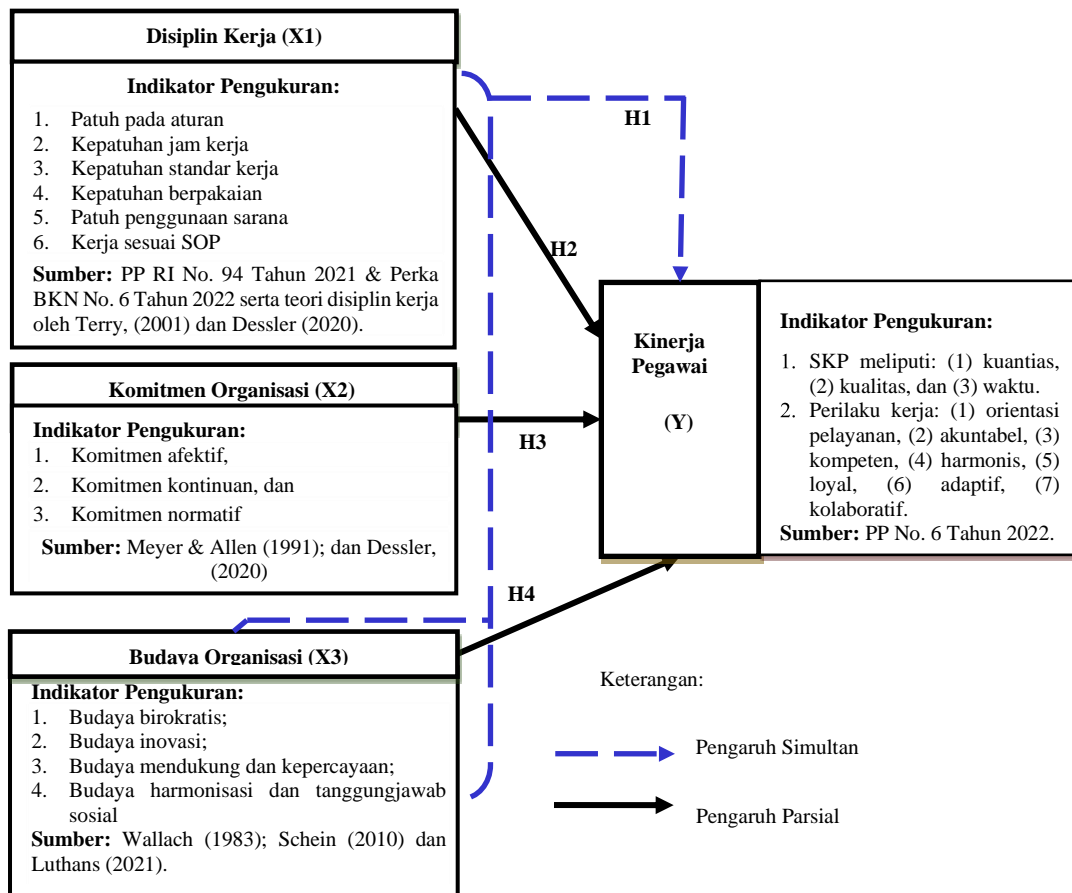 Disiplin Kerja (X1)
Indikator Pengukuran:
1. Patuh pada aturan
2. Kepatuhan jam kerja
3. Kepatuhan standar kerja
4. Kepatuhan berpakaian
5. Patuh penggunaan sarana
6. Kerja sesuai SOP
Sumber: PP RI No. 94 Tahun 2021 & Perka
BKN No. 6 Tahun 2022 serta teori disiplin kerja
oleh Terry, (2001) dan Dessler (2020).
Komitmen Organisasi (X2)
Indikator Pengukuran:
1. Komitmen afektif,
2. Komitmen kontinuan, dan
3. Komitmen normatif
Sumber: Meyer & Allen (1991); dan Dessler,
(2020)
Budaya Organisasi (X3)
Indikator Pengukuran:
1. Budaya birokratis;
2. Budaya inovasi;
3. Budaya mendukung dan kepercayaan;
4. Budaya harmonisasi dan tanggungjawab
sosial
Sumber: Wallach (1983); Schein (2010) dan
Luthans (2021).
H1
H2
H3
H4
Kinerja
Pegawai
(Y)
Indikator Pengukuran:
1. SKP meliputi: (1) kuantias,
(2) kualitas, dan (3) waktu.
2. Perilaku kerja: (1) orientasi
pelayanan, (2) akuntabel, (3)
kompeten, (4) harmonis, (5)
loyal, (6) adaptif, (7)
kolaboratif.
Sumber: PP No. 6 Tahun 2022.
Keterangan:
Pengaruh Simultan
Pengaruh Parsial